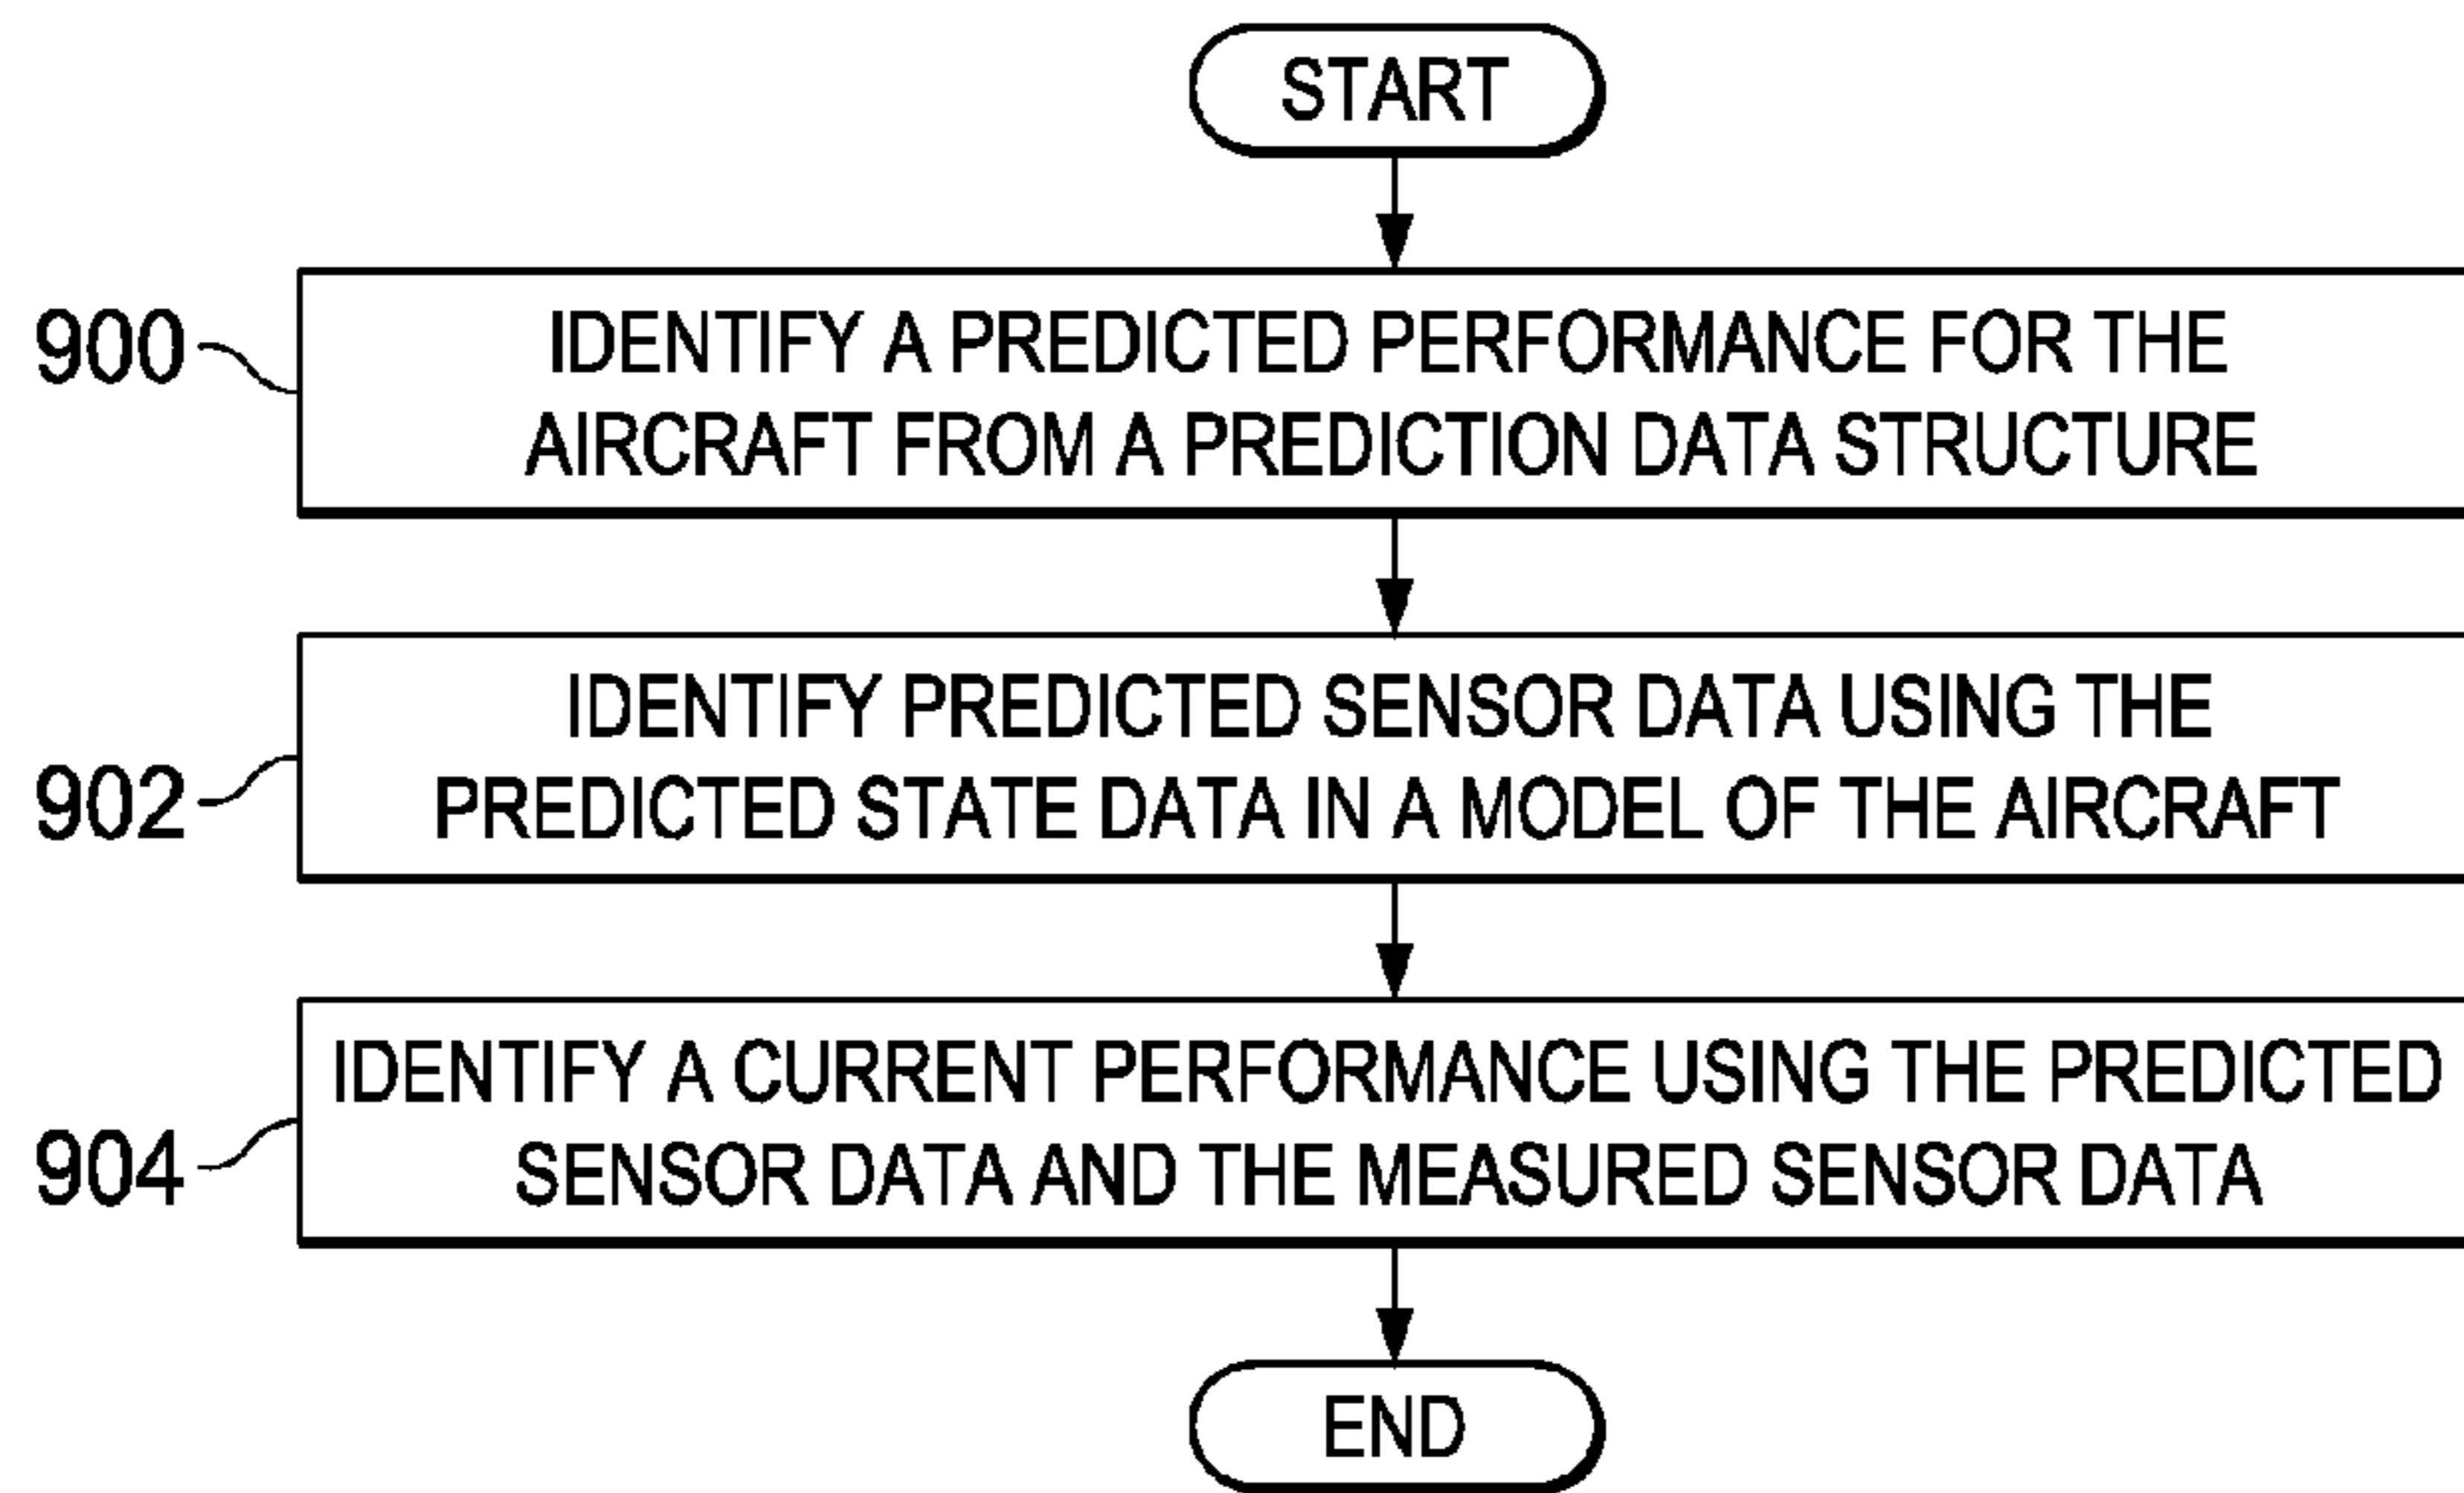 START
900
IDENTIFY A PREDICTED PERFORMANCE FOR THE
AIRCRAFT FROM A PREDICTION DATA STRUCTURE
902
IDENTIFY PREDICTED SENSOR DATA USING THE
PREDICTED STATE DATA IN A MODEL OF THE AIRCRAFT
904
IDENTIFY A CURRENT PERFORMANCE USING THE PREDICTED
SENSOR DATA AND THE MEASURED SENSOR DATA
END